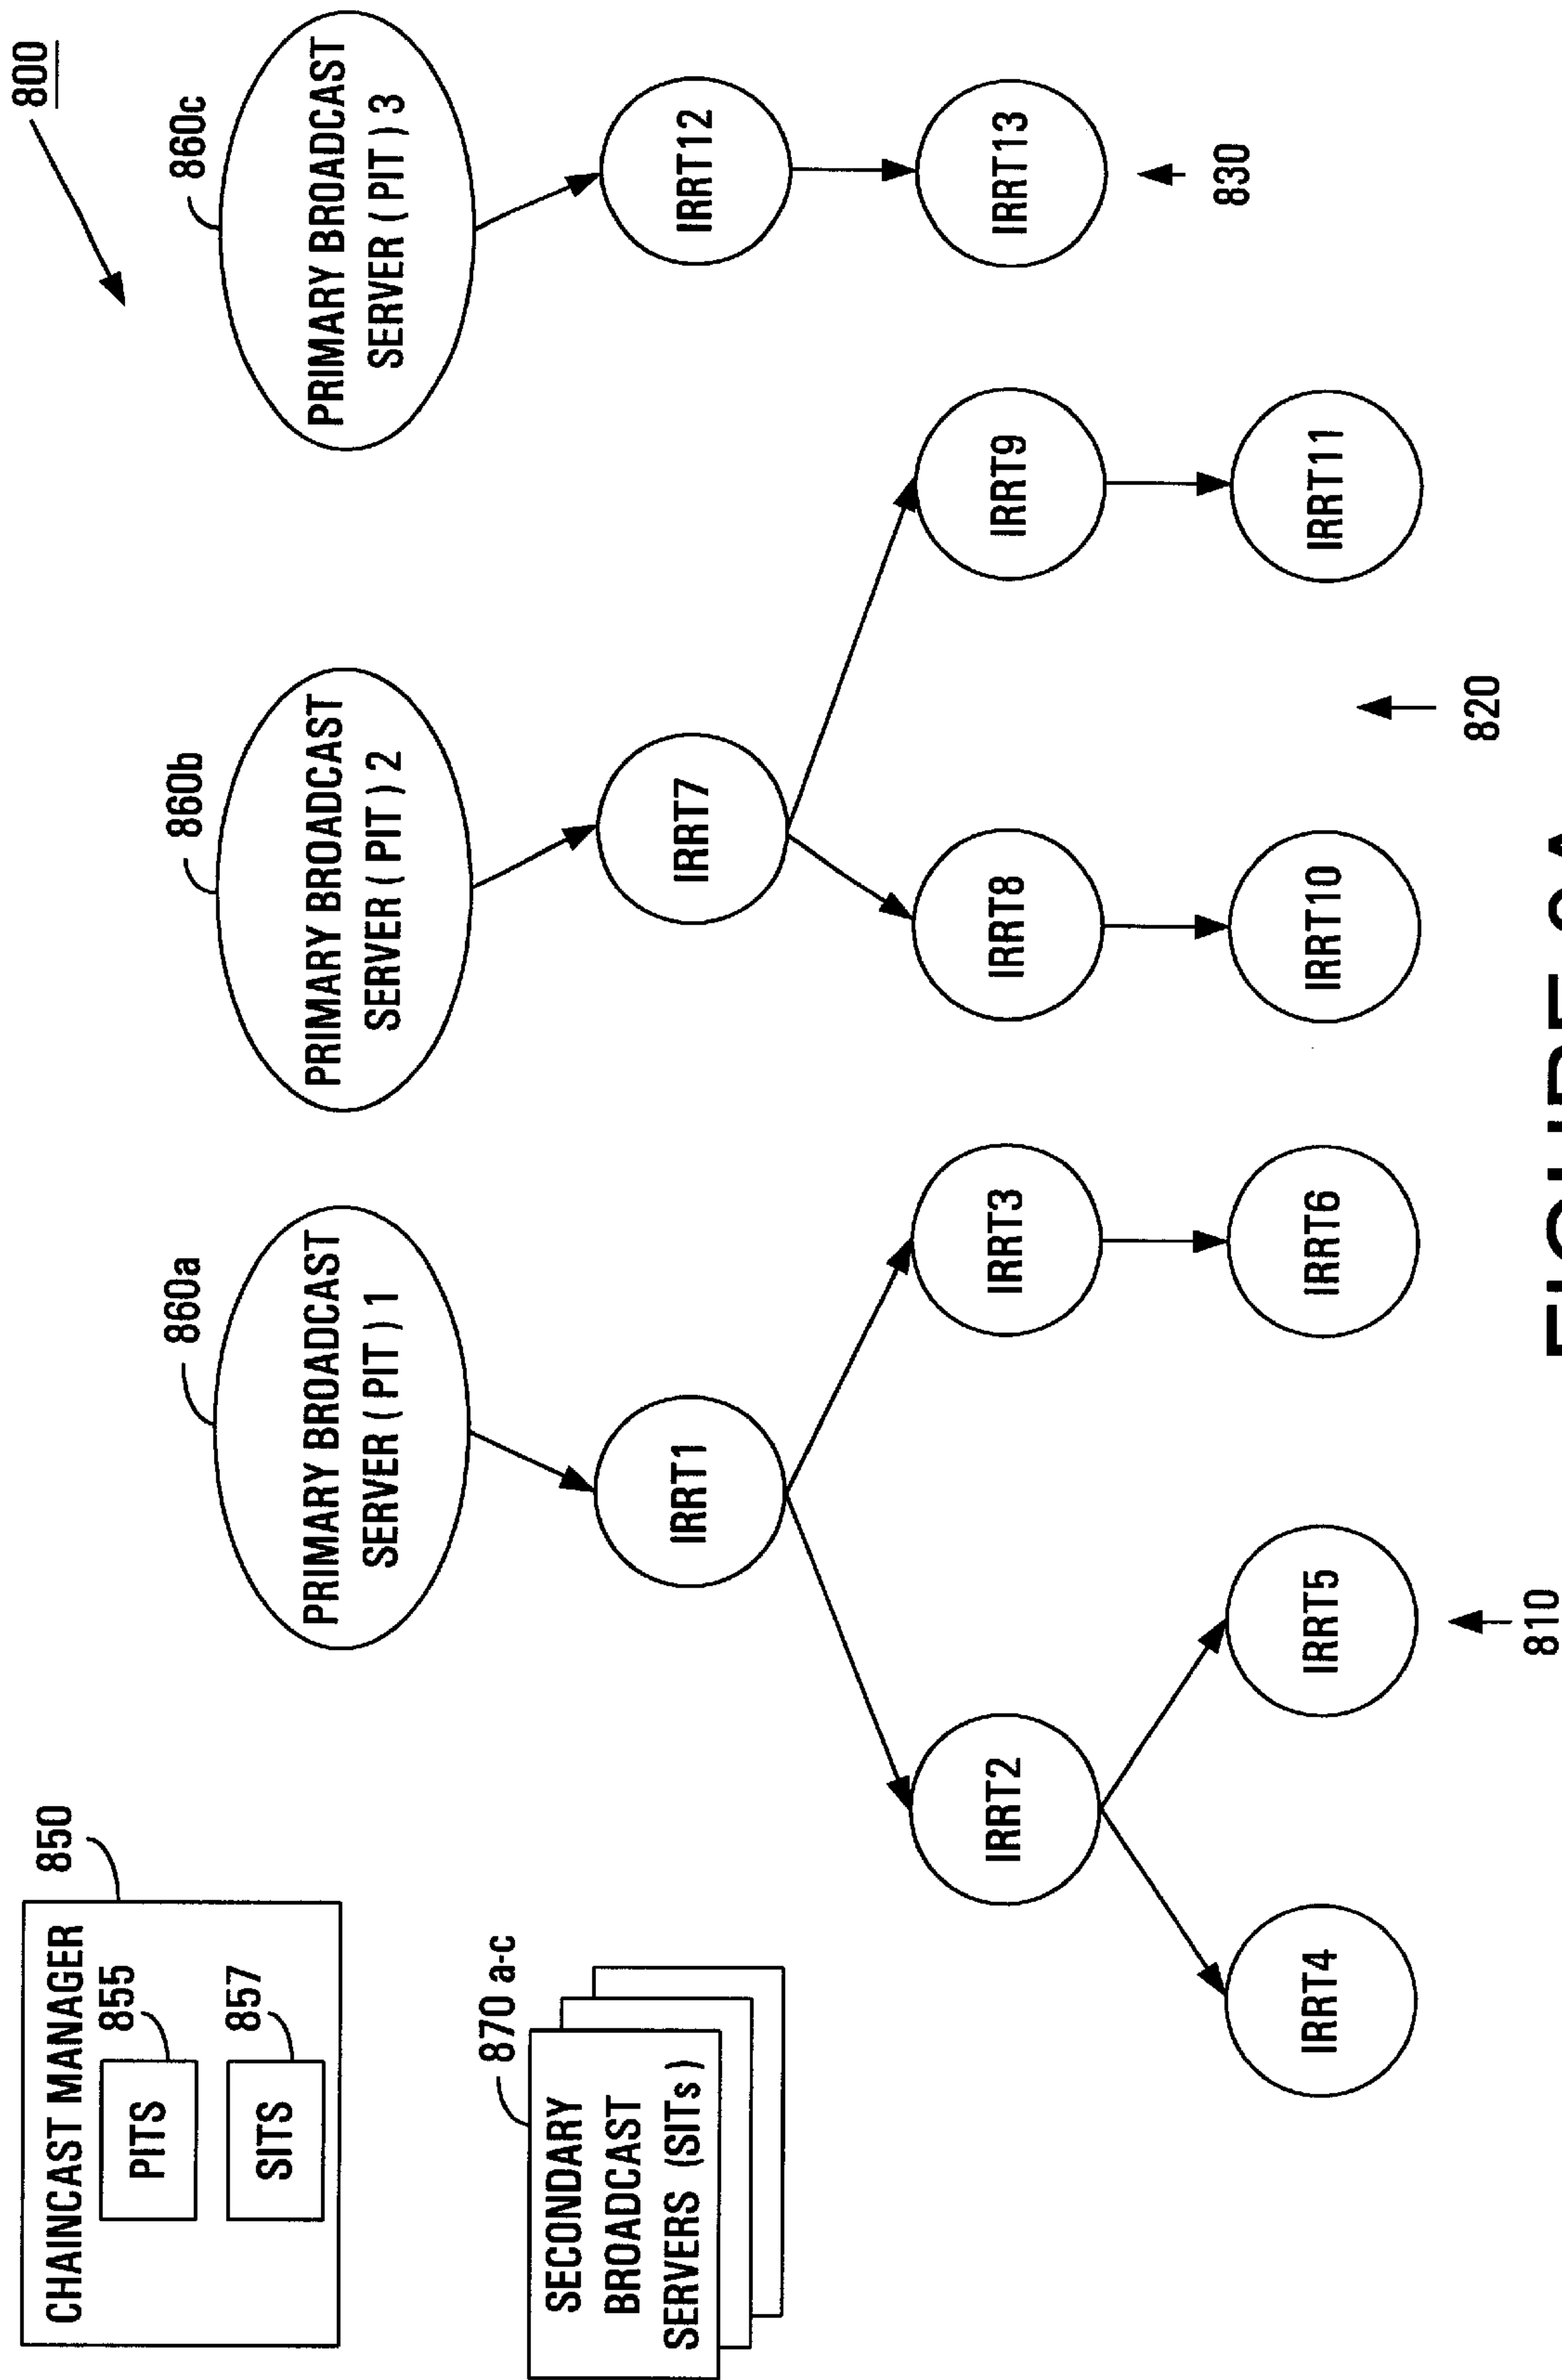 800
CHAINCAST MANAGER
850
PITS
855
SITS
857
SECONDARY
BROADCAST
SERVERS (SITs)
870 a-c
860a
PRIMARY BROADCAST
SERVER (PIT) 1
IRRT1
IRRT2
IRRT3
IRRT4
IRRT5
IRRT6
810
860b
PRIMARY BROADCAST
SERVER (PIT) 2
IRRT7
IRRT8
IRRT9
IRRT10
IRRT11
820
860c
PRIMARY BROADCAST
SERVER (PIT) 3
IRRT12
IRRT13
830
FIGURE